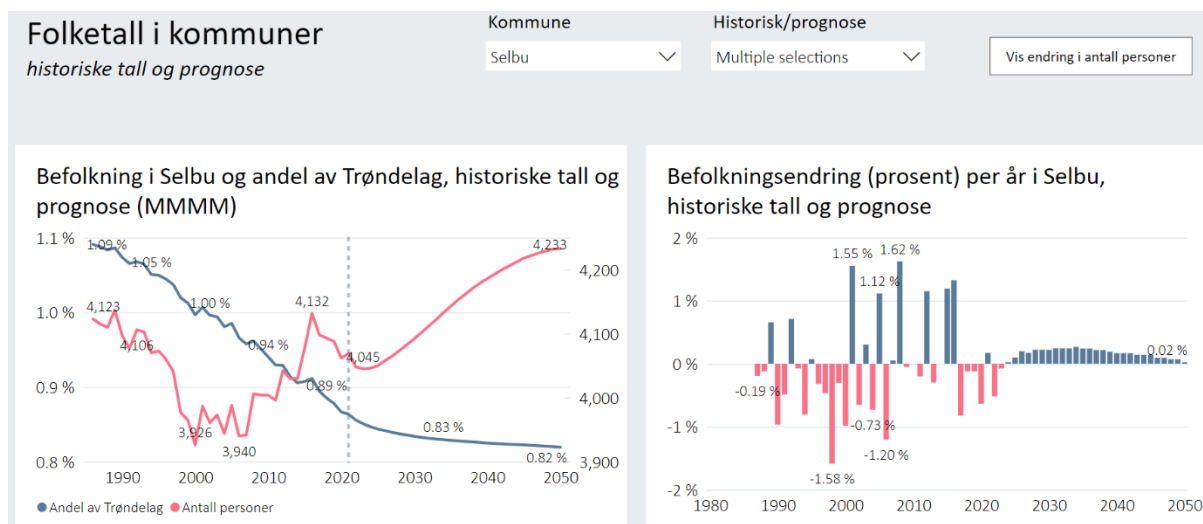 Folketall i kommuner
historiske tall og prognose
Kommune
Selbu
Historisk/prognose
Multiple selections
Vis endring i antall personer
Befolkning i Selbu og andel av Trøndelag, historiske tall og
prognose (MMMM)
1.1 %
1.0 %
0.9 %
0.8 %
1.09 %
1.05 %
1.00 %
0.94 %
0.89 %
0.83 %
0.82 %
4,123
4,106
3,926
3,940
4,132
4,045
4,233
4,200
4,100
4,000
3,900
1990 2000 2010 2020 2030 2040 2050
Andel av Trøndelag Antall personer
Befolkningsendring (prosent) per år i Selbu,
historiske tall og prognose
2 %
1 %
0 %
-1 %
-2 %
1.55 %
1.62 %
1.12 %
0.02 %
-0.19 %
-0.73 %
-1.20 %
-1.58 %
1980 1990 2000 2010 2020 2030 2040 2050